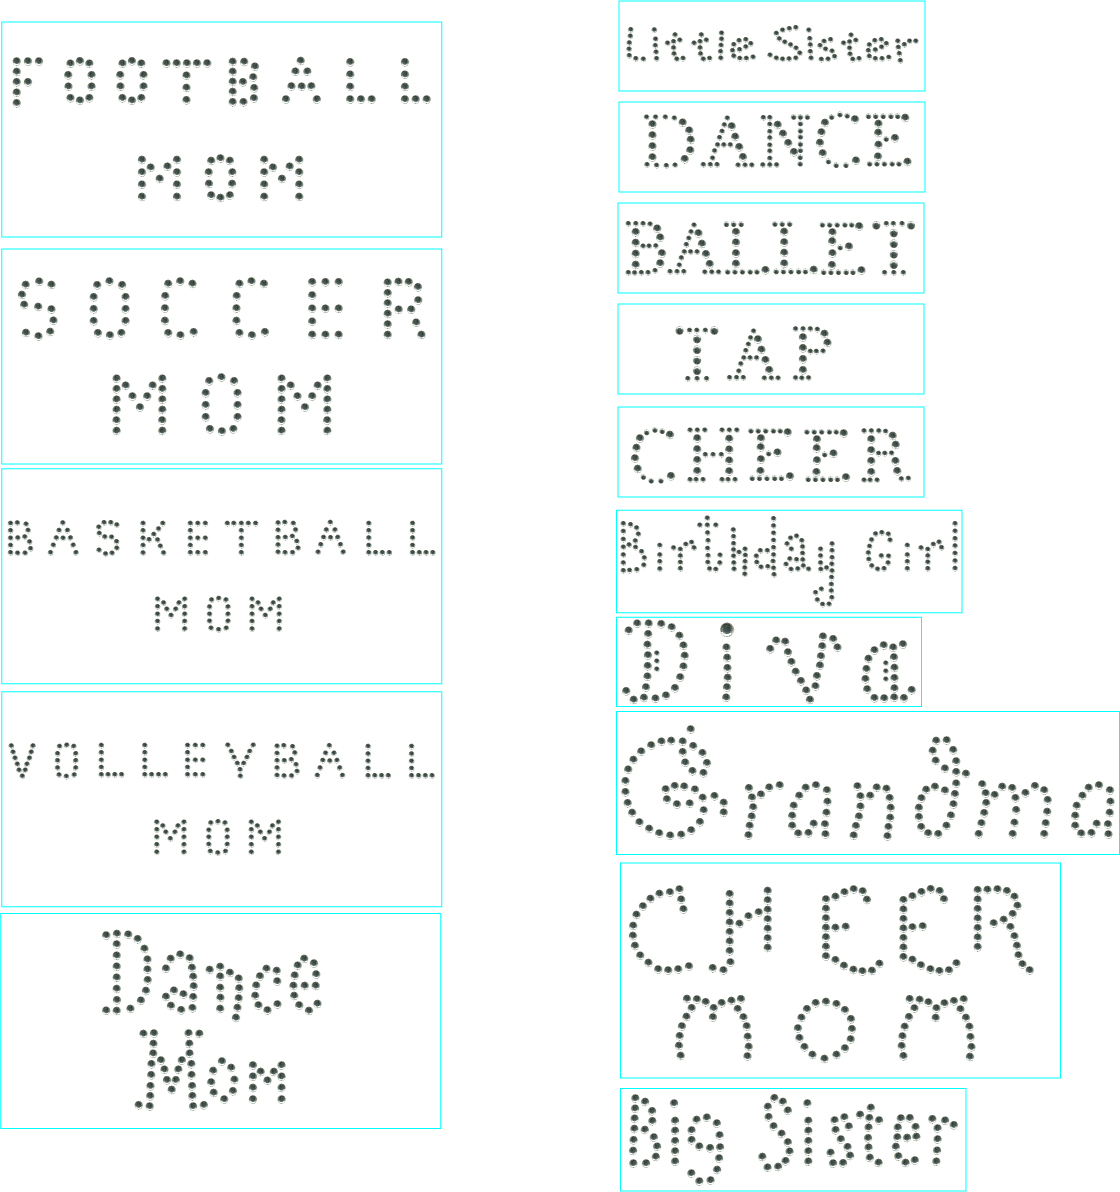 FOOTBALL
MOM
SOCCER
MOM
BASKETBALL
MOM
VOLLEYBALL
MOM
Dance
Mom
Little Sister
DANCE
BALLET
TAP
CHEER
Birthday Girl
Diva
Grandma
CHEER
MOM
Big Sister